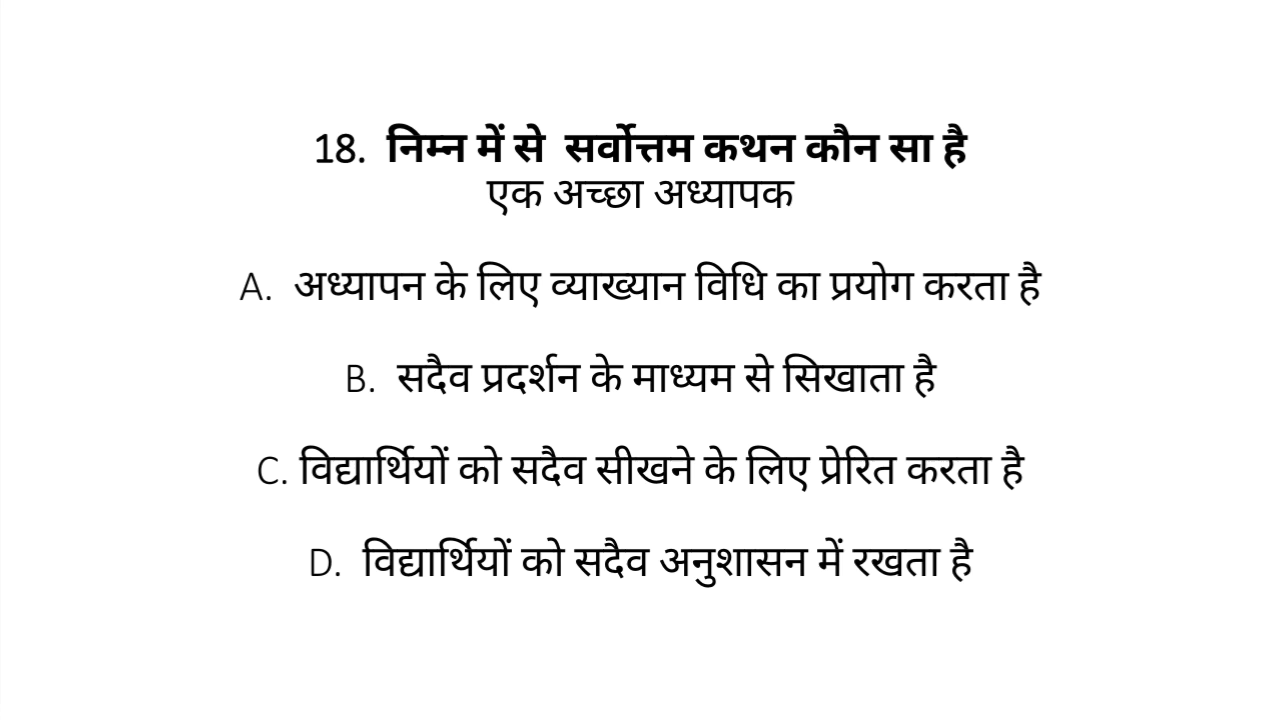 18. निम्न में से सर्वोत्तम कथन कौन सा है
एक अच्छा अध्यापक
A. अध्यापन के लिए व्याख्यान विधि का प्रयोग करता है
B. सदैव प्रदर्शन के माध्यम से सिखाता है
C. विद्यार्थियों को सदैव सीखने के लिए प्रेरित करता है
D. विद्यार्थियों को सदैव अनुशासन में रखता है